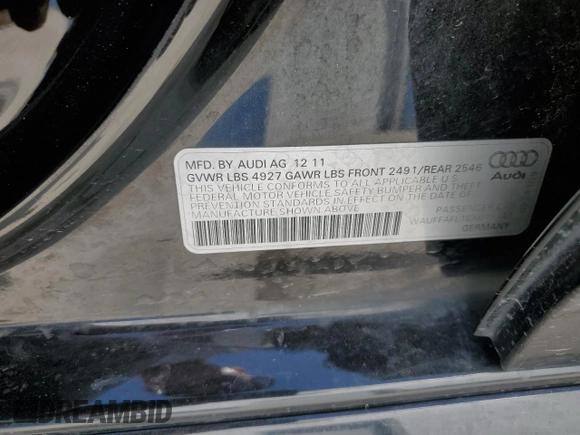 MFD. BY AUDI AG 12 11
GVWR LBS 4927 GAWR LBS FRONT 2491/REAR 2546
THIS VEHICLE CONFORMS TO ALL APPLICABLE U.S.
FEDERAL MOTOR VEHICLE SAFETY BUMPER AND THEFT
PREVENTION STANDARDS IN EFFECT ON THE DATE OF
MANUFACTURE SHOWN ABOVE
Audi
GERMANY
DREAMBID